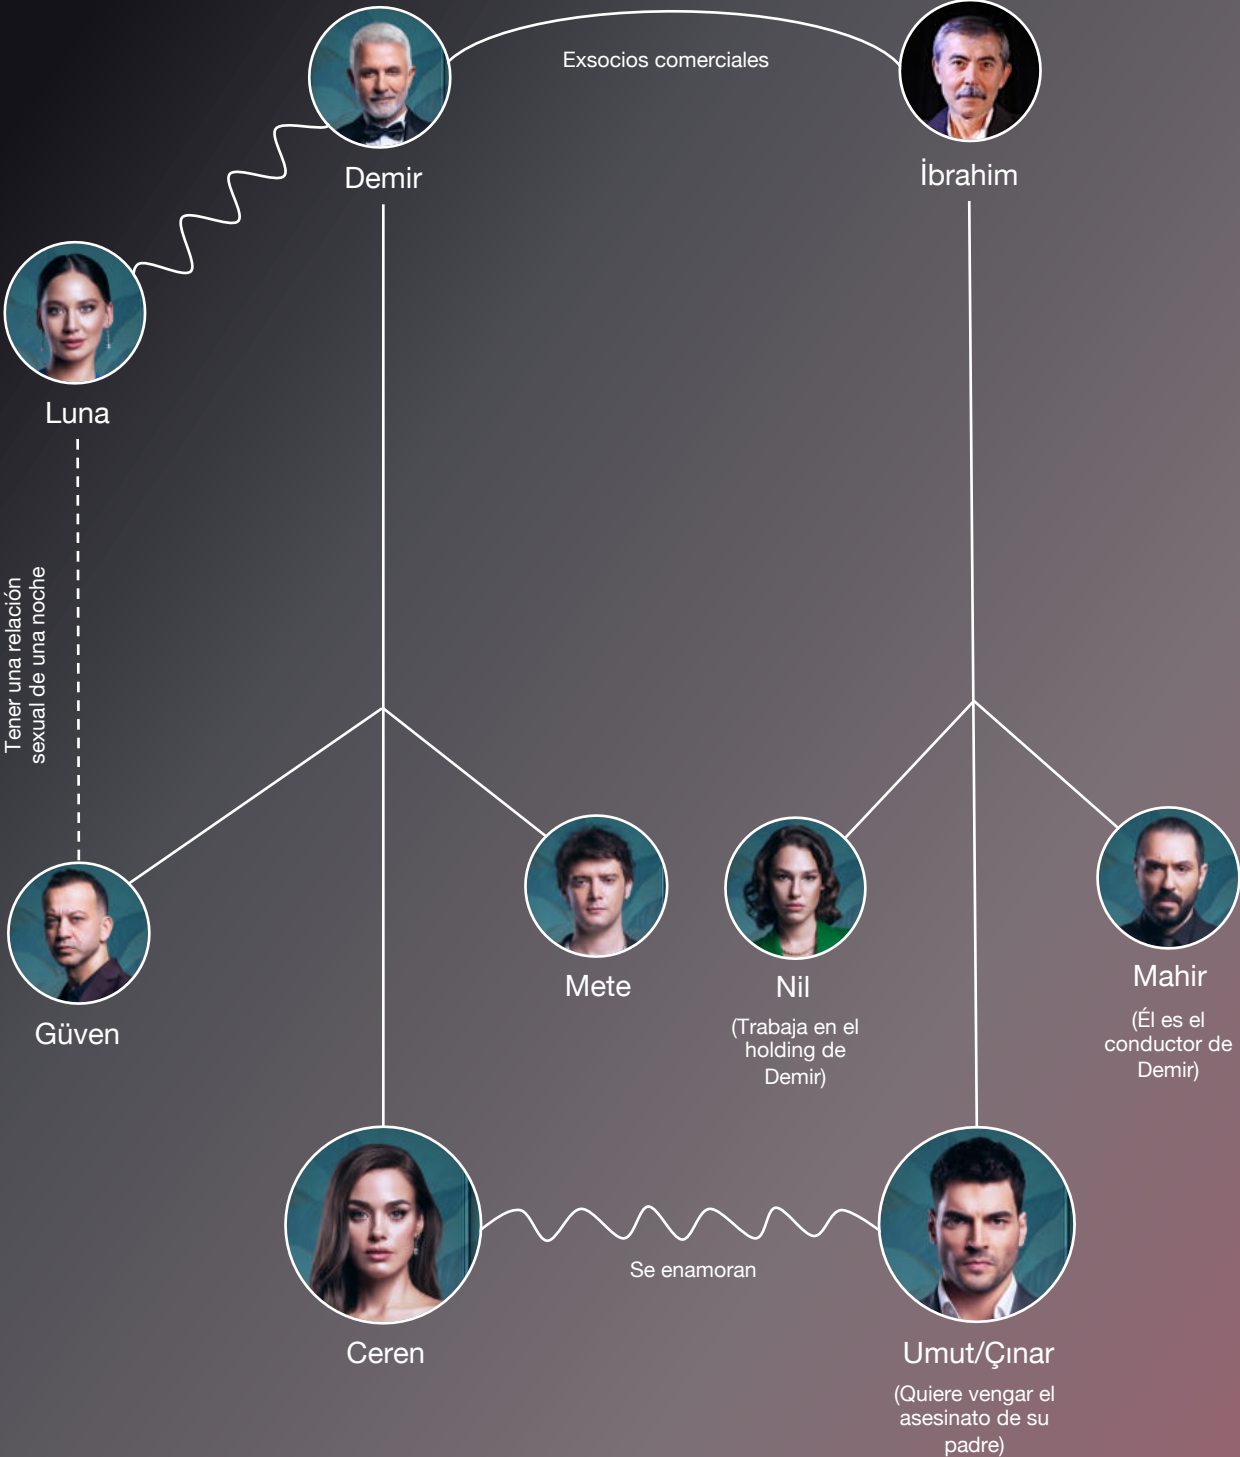 Exsocios comerciales
Demir
İbrahim
Luna
Tener una relación
sexual de una noche
Güven
Mete
Nil
(Trabaja en el
holding de
Demir)
Mahir
(Él es el
conductor de
Demir)
Se enamoran
Ceren
Umut/Çınar
(Quiere vengar el
asesinato de su
padre)